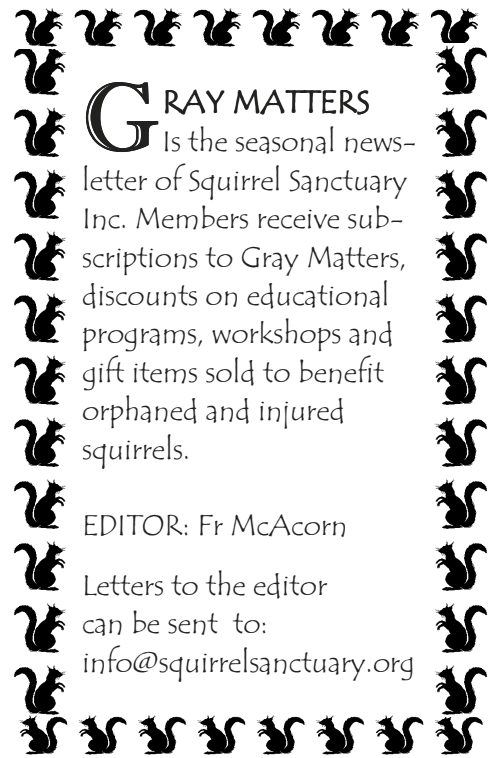 GRAY MATTERS
Is the seasonal news-
letter of Squirrel Sanctuary
Inc. Members receive sub-
scriptions to Gray Matters,
discounts on educational
programs, workshops and
gift items sold to benefit
orphaned and injured
squirrels.
EDITOR: Fr McAcorn
Letters to the editor
can be sent  to:
info@squirrelsanctuary.org